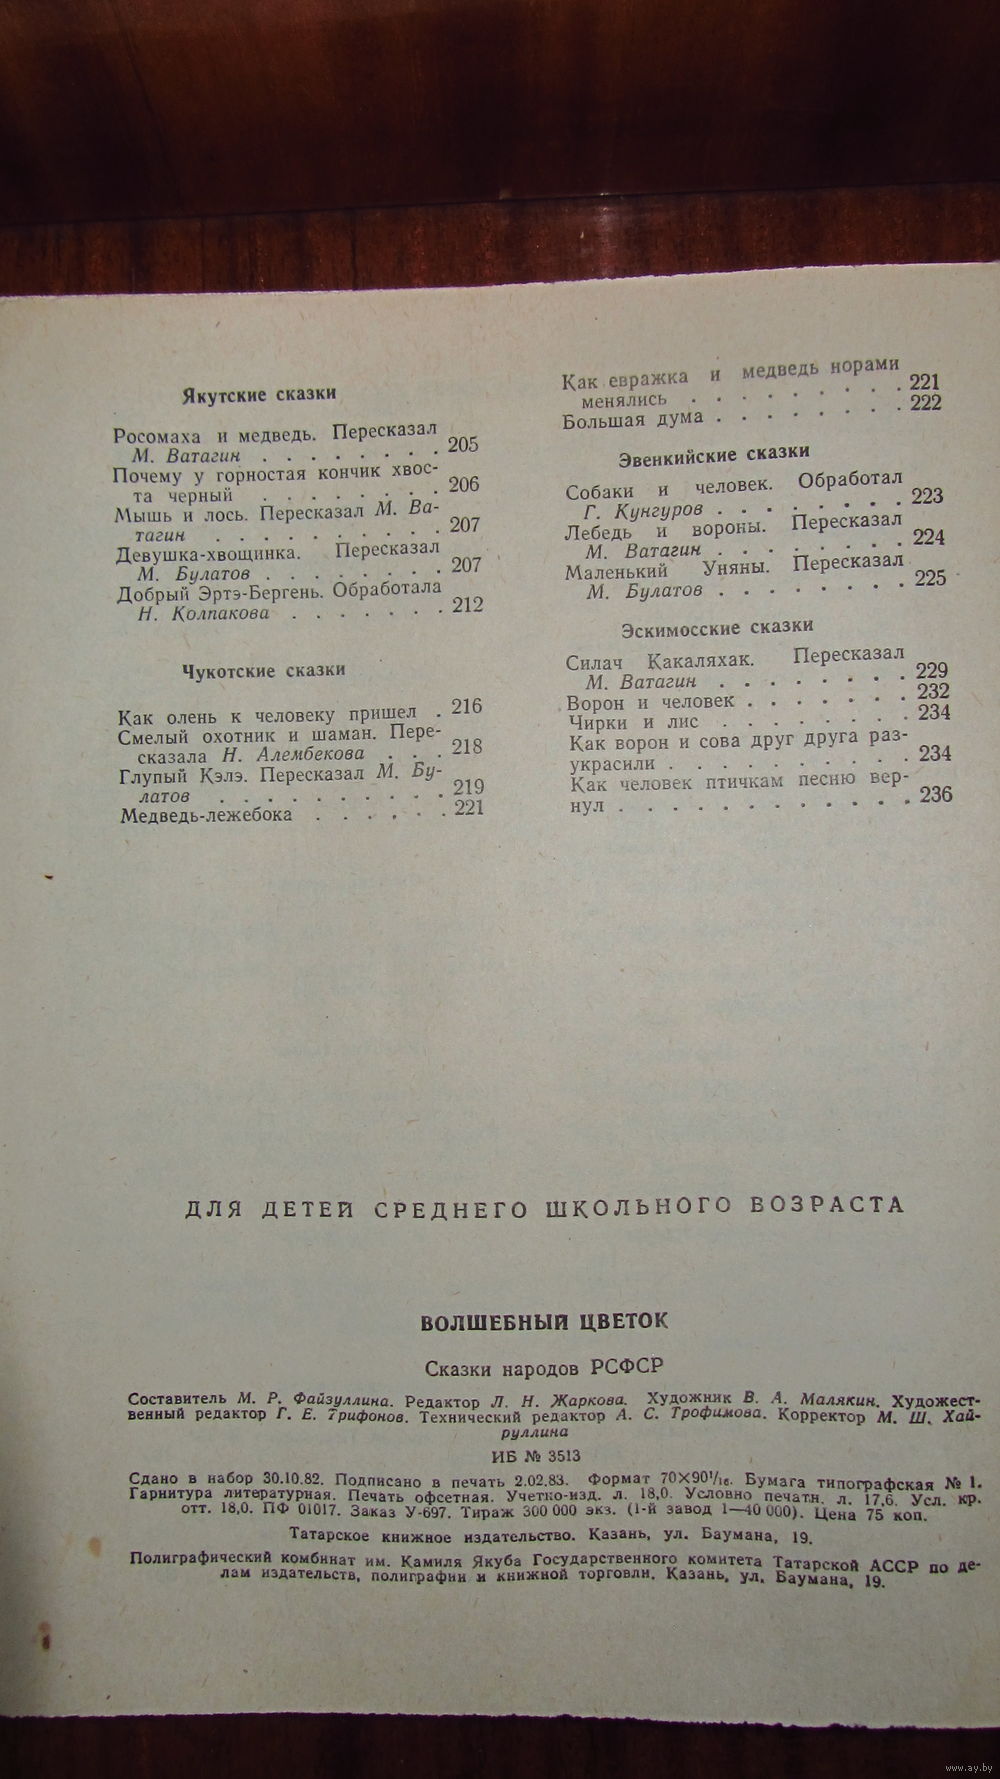 Якутские сказки
Росомаха и медведь. Пересказал
М. Ватагин . . . . . . . . 205
Почему у горностая кончик хвос-
та черный . . . . . . . . 206
Мышь и лось. Пересказал М. Ва-
тагин . . . . . . . . . . 207
Девушка-хвощинка. Пересказал
М. Булатов . . . . . . . . 207
Добрый Эртэ-Бергень. Обработала
Н. Колпакова . . . . . . . 212
Чукотские сказки
Как олень к человеку пришел . 216
Смелый охотник и шаман. Пере-
сказала Н. Алембекова . . . 218
Глупый Кэлэ. Пересказал М. Бу-
латов . . . . . . . . . . 219
Медведь-лежебока . . . . . . 221
Как евражка и медведь норами
менялись . . . . . . . . . 221
Большая дума . . . . . . . . 222
Эвенкийские сказки
Собаки и человек. Обработал
Г. Кунгуров . . . . . . . . 223
Лебедь и вороны. Пересказал
М. Ватагин . . . . . . . . 224
Маленький Уняны. Пересказал
М. Булатов . . . . . . . . 225
Эскимосские сказки
Силач Какаляхак. Пересказал
М. Ватагин . . . . . . . . 229
Ворон и человек . . . . . . . 232
Чирки и лис . . . . . . . . 234
Как ворон и сова друг друга раз-
украсили . . . . . . . . . . 234
Как человек птичкам песню вер-
нул . . . . . . . . . . . . 236
ДЛЯ ДЕТЕЙ СРЕДНЕГО ШКОЛЬНОГО ВОЗРАСТА
ВОЛШЕБНЫЙ ЦВЕТОК
Сказки народов РСФСР
Составитель М. Р. Файзуллина. Редактор Л. Н. Жаркова. Художник В. А. Малякин. Художест-
венный редактор Г. Е. Трифонов. Технический редактор А. С. Трофимова. Корректор М. Ш. Хай-
руллина
ИБ № 3513
Сдано в набор 30.10.82. Подписано в печать 2.02.83. Формат 70×90¹/₁₆. Бумага типографская № 1.
Гарнитура литературная. Печать офсетная. Учетно-изд. л. 18,0. Условно печатн. л. 17,6. Усл. кр.
отт. 18,0. ПФ 01017. Заказ У-697. Тираж 300 000 экз. (1-й завод 1—40 000). Цена 75 коп.
Татарское книжное издательство. Казань, ул. Баумана, 19.
Полиграфический комбинат им. Камиля Якуба Государственного комитета Татарской АССР по де-
лам издательств, полиграфии и книжной торговли. Казань, ул. Баумана, 19.
www.ay.by